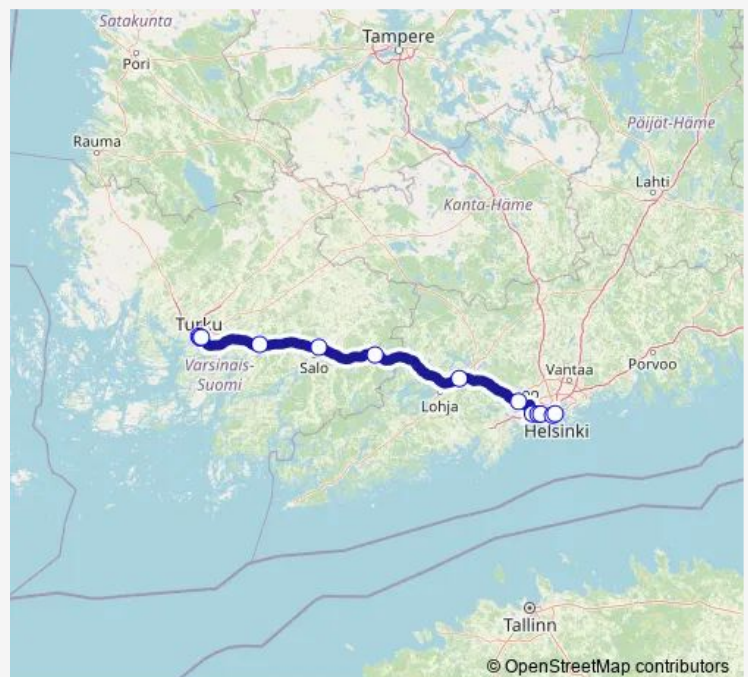 Satakunta
Tampere
Pori
Rauma
Päijät-Häme
Lahti
Kanta-Häme
Turku
Varsinais-
Suomi
Salo
Vantaa
Porvoo
Lohja
Helsinki
Tallinn
© OpenStreetMap contributors